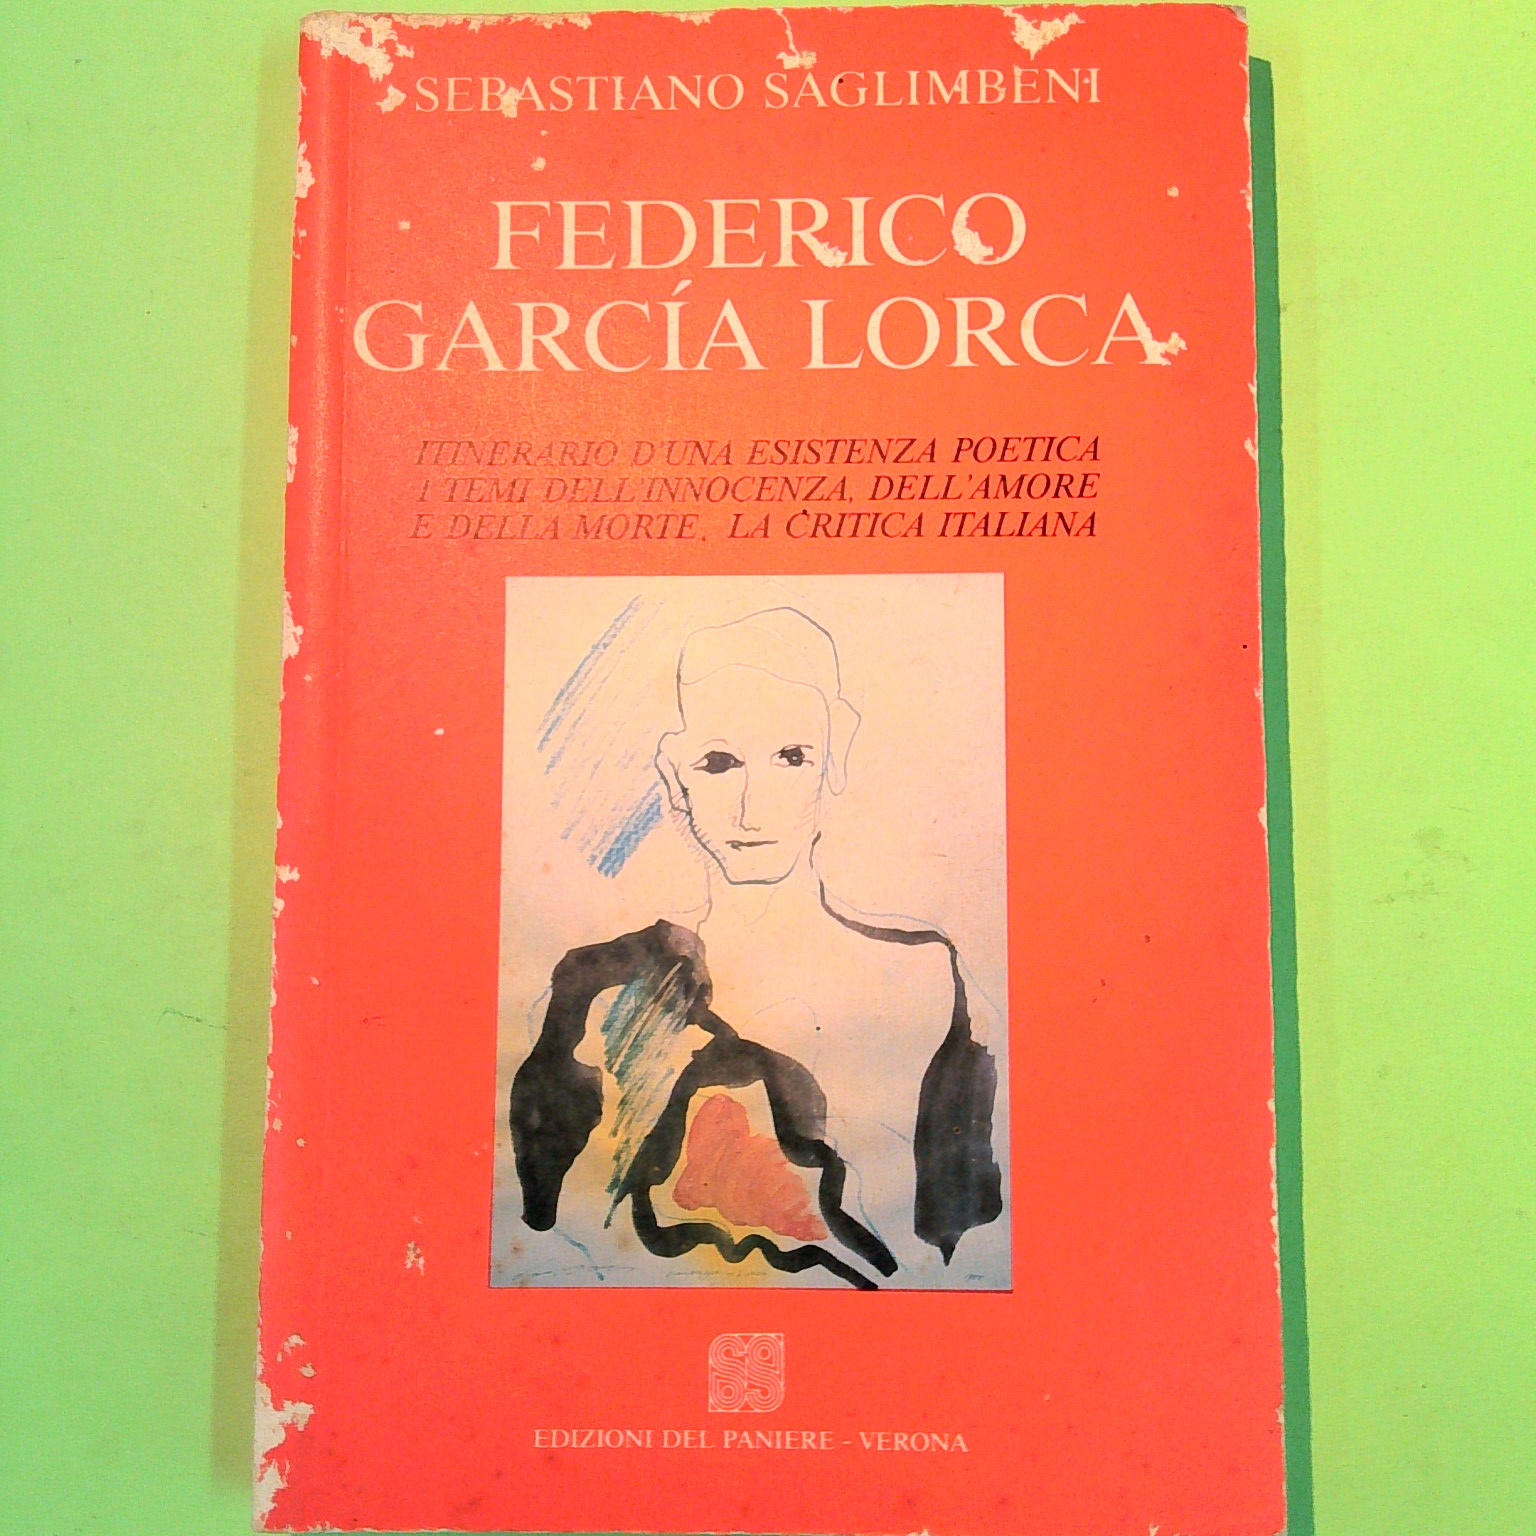 SEBASTIANO SAGLIMBENI
FEDERICO
GARCÍA LORCA
ITINERARIO D'UNA ESISTENZA POETICA
I TEMI DELL'INNOCENZA, DELL'AMORE
E DELLA MORTE. LA CRITICA ITALIANA
EDIZIONI DEL PANIERE - VERONA